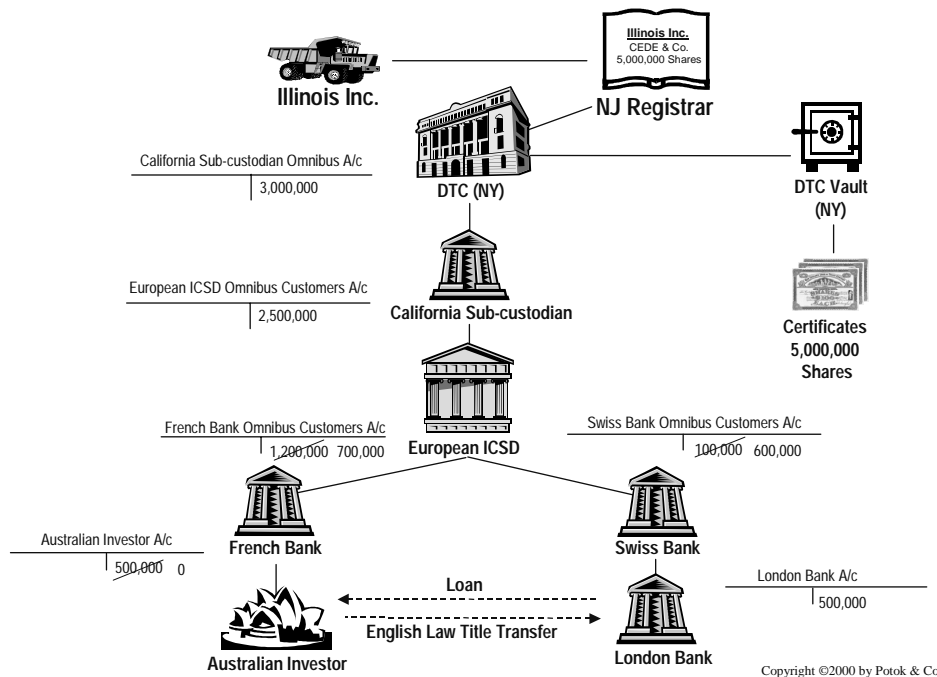 Illinois Inc.
CEDE & Co.
5,000,000 Shares
Illinois Inc.
NJ Registrar
California Sub-custodian Omnibus A/c
3,000,000
DTC (NY)
DTC Vault
(NY)
European ICSD Omnibus Customers A/c
2,500,000
California Sub-custodian
Certificates
5,000,000
Shares
French Bank Omnibus Customers A/c
1,200,000 700,000
European ICSD
Swiss Bank Omnibus Customers A/c
100,000 600,000
Australian Investor A/c
500,000 0
French Bank
Swiss Bank
London Bank A/c
500,000
Loan
English Law Title Transfer
Australian Investor
London Bank
Copyright ©2000 by Potok & Co